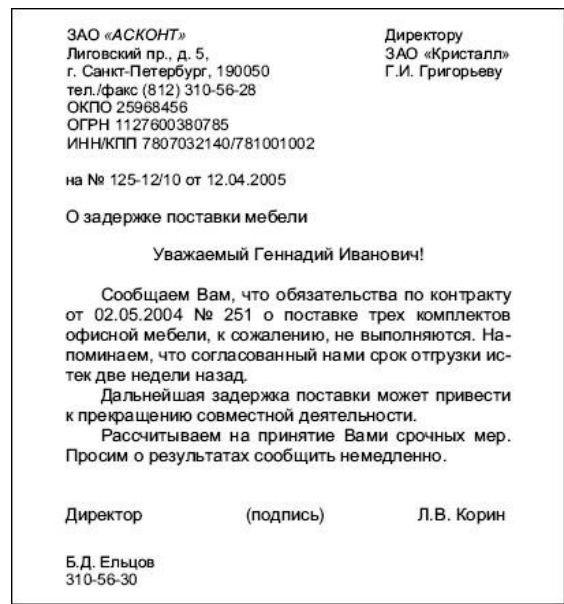 ЗАО «АСКОНТ»
Лиговский пр., д. 5,
г. Санкт-Петербург, 190050
тел./факс (812) 310-56-28
ОКПО 25968456
ОГРН 1127600380785
ИНН/КПП 7807032140/781001002
Директору
ЗАО «Кристалл»
Г.И. Григорьеву
на № 125-12/10 от 12.04.2005
О задержке поставки мебели
Уважаемый Геннадий Иванович!
Сообщаем Вам, что обязательства по контракту
от 02.05.2004 № 251 о поставке трех комплектов
офисной мебели, к сожалению, не выполняются. На-
поминаем, что согласованный нами срок отгрузки ис-
тек две недели назад.
Дальнейшая задержка поставки может привести
к прекращению совместной деятельности.
Рассчитываем на принятие Вами срочных мер.
Просим о результатах сообщить немедленно.
Директор (подпись) Л.В. Корин
Б.Д. Ельцов
310-56-30